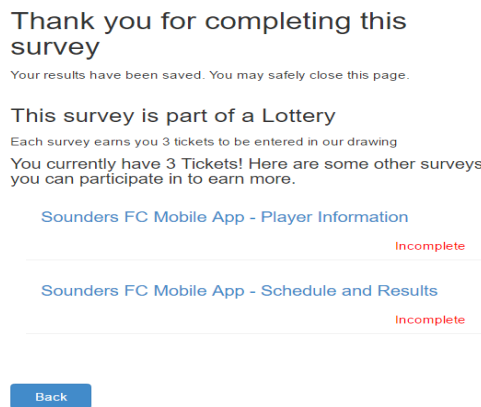 Thank you for completing this
survey
Your results have been saved. You may safely close this page.
This survey is part of a Lottery
Each survey earns you 3 tickets to be entered in our drawing
You currently have 3 Tickets! Here are some other surveys
you can participate in to earn more.
Sounders FC Mobile App - Player Information
Incomplete
Sounders FC Mobile App - Schedule and Results
Incomplete
Back